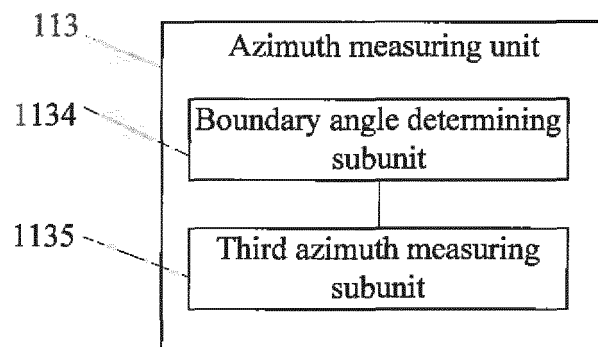 113
Azimuth measuring unit
1134
Boundary angle determining
subunit
1135
Third azimuth measuring
subunit